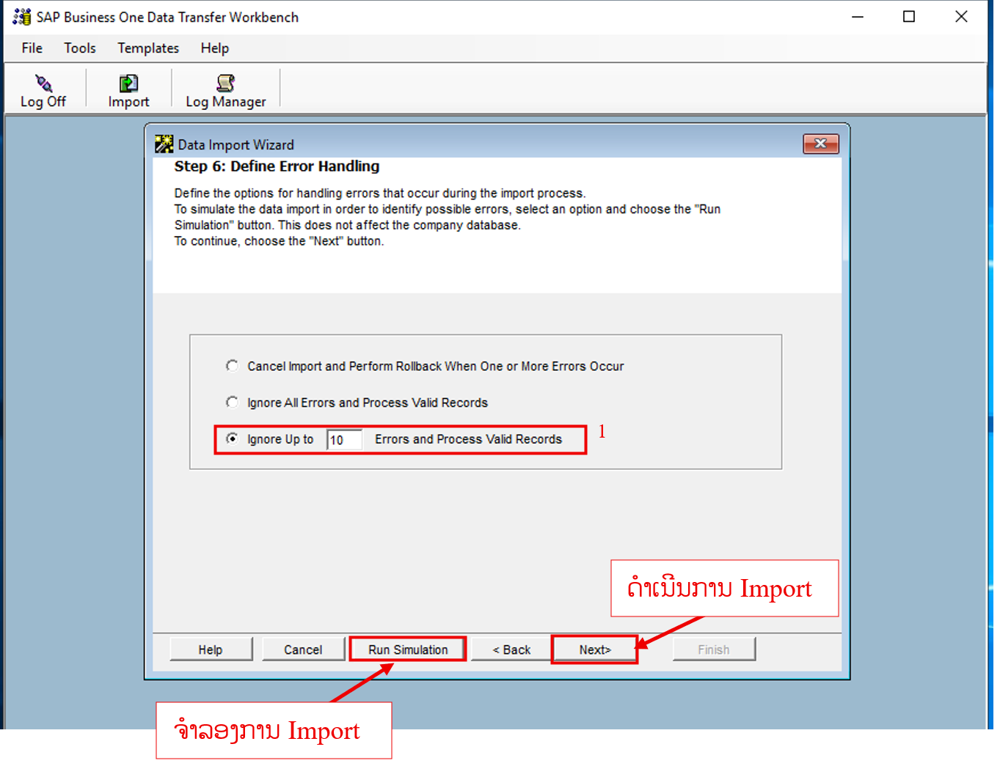 SAP Business One Data Transfer Workbench
File Tools Templates Help
Log Off Import Log Manager
Data Import Wizard
Step 6: Define Error Handling
Define the options for handling errors that occur during the import process.
To simulate the data import in order to identify possible errors, select an option and choose the "Run
Simulation" button. This does not affect the company database.
To continue, choose the "Next" button.
Cancel Import and Perform Rollback When One or More Errors Occur
Ignore All Errors and Process Valid Records
Ignore Up to 10 Errors and Process Valid Records 1
ດຳເນີນການ Import
Help Cancel Run Simulation < Back Next> Finish
ຈຳລອງການ Import